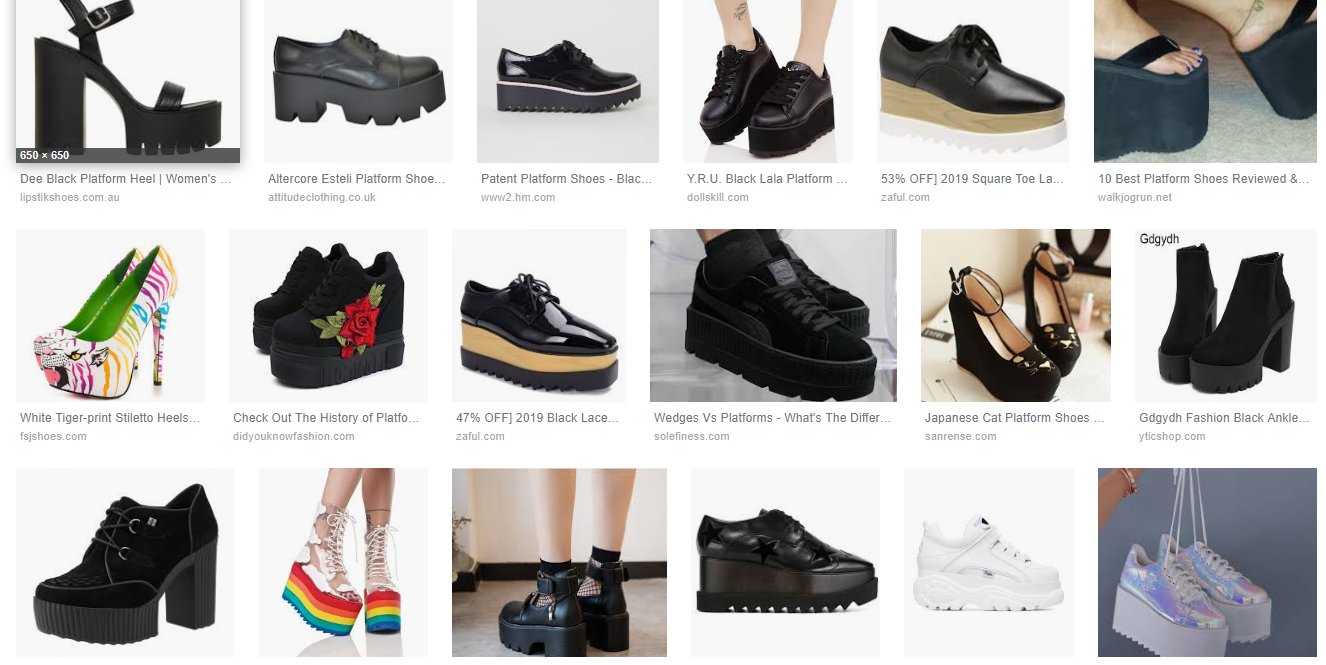 650 × 650
Dee Black Platform Heel | Women's ...
lipstikshoes.com.au
Altercore Esteli Platform Shoe...
attitudeclothing.co.uk
Patent Platform Shoes - Blac...
www2.hm.com
Y.R.U. Black Lala Platform ...
dollskill.com
53% OFF] 2019 Square Toe La...
zaful.com
10 Best Platform Shoes Reviewed &...
walkjogrun.net
Gdgydh
White Tiger-print Stiletto Heels...
fsjshoes.com
Check Out The History of Platfo...
didyouknowfashion.com
47% OFF] 2019 Black Lace...
zaful.com
Wedges Vs Platforms - What's The Differ...
solefiness.com
Japanese Cat Platform Shoes ...
sanrense.com
Gdgydh Fashion Black Ankle...
yticshop.com